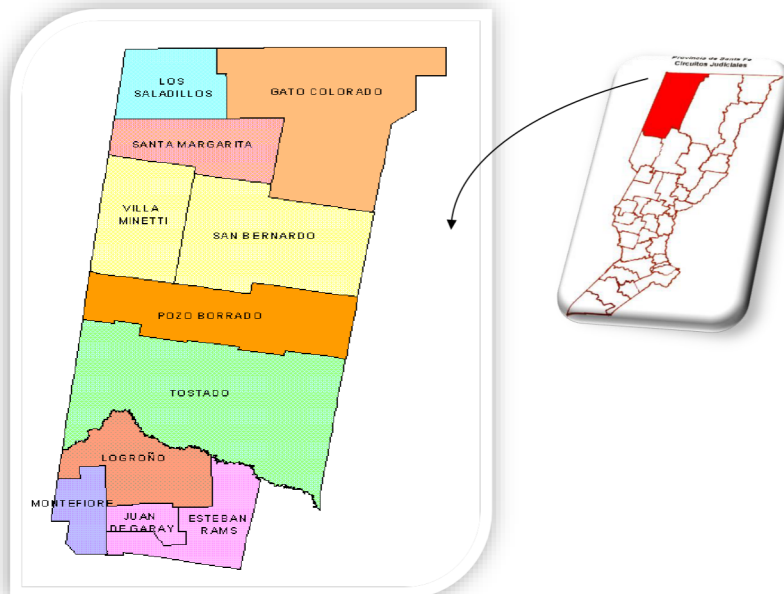 Provincia de Santa Fe
Circuitos Judiciales
LOS
SALADILLOS
GATO COLORADO
SANTA MARGARITA
VILLA
MINETTI
SAN BERNARDO
POZO BORRADO
TOSTADO
LOGROÑO
MONTEFIORE
JUAN
DE GARAY
ESTEBAN
RAMS